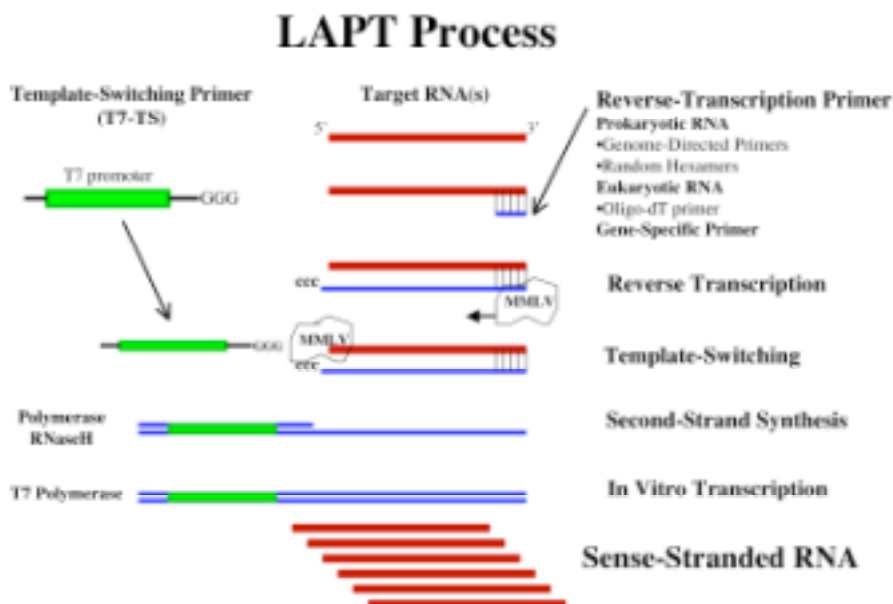 LAPT Process
Template-Switching Primer
(T7-TS)
T7 promoter
GGG
Target RNA(s)
5'
3'
Reverse-Transcription Primer
Prokaryotic RNA
•Genome-Directed Primers
•Random Hexamers
Eukaryotic RNA
•Oligo-dT primer
Gene-Specific Primer
ccc
MMLV
Reverse Transcription
GGG
MMLV
ccc
Template-Switching
Polymerase
RNaseH
Second-Strand Synthesis
T7 Polymerase
In Vitro Transcription
Sense-Stranded RNA